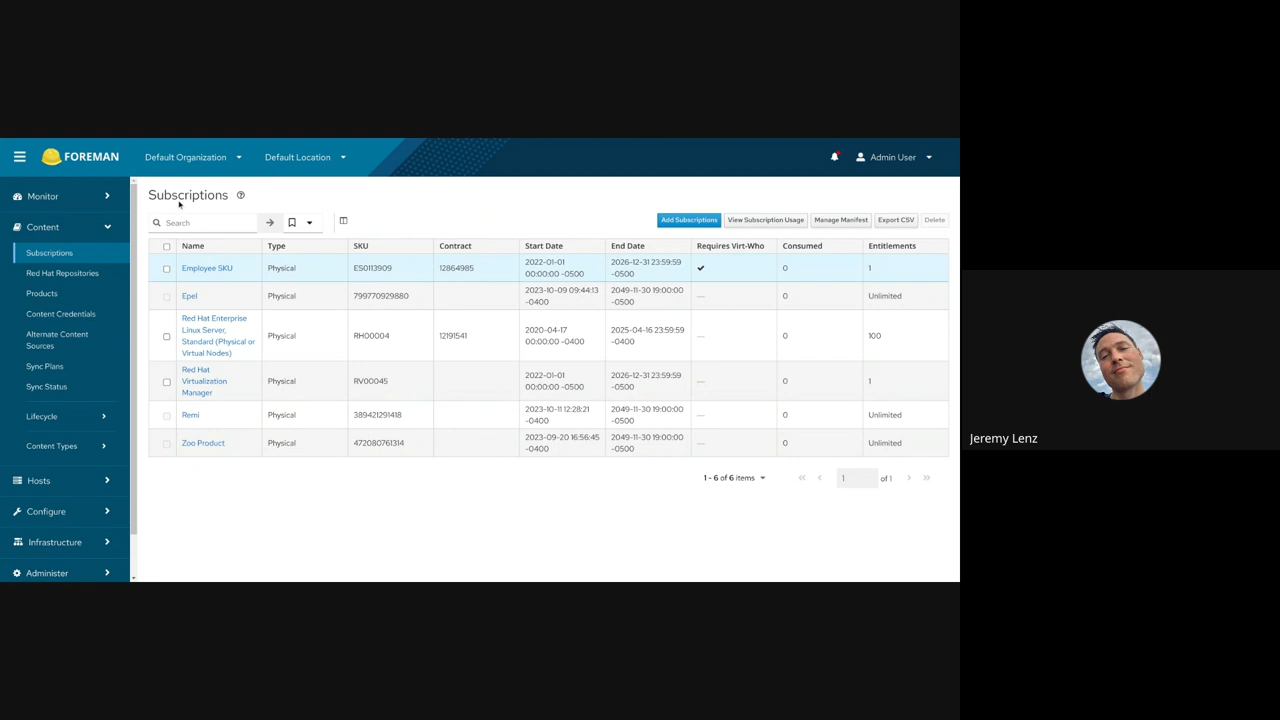 FOREMAN
Default Organization
Default Location
Admin User
Monitor
Content
Subscriptions
Red Hat Repositories
Products
Content Credentials
Alternate Content
Sources
Sync Plans
Sync Status
Lifecycle
Content Types
Hosts
Configure
Infrastructure
Administer
Subscriptions
Search
Add Subscriptions
View Subscription Usage
Manage Manifest
Export CSV
Delete
Name Type SKU Contract Start Date End Date Requires Virt-Who Consumed Entitlements
Employee SKU Physical ES0113909 12864985 2022-01-01 2026-12-31 23:59:59 0 1
00:00:00 -0500 -0500
Epel Physical 799770929880 2023-10-09 09:44:13 2049-11-30 19:00:00 — 0 Unlimited
-0400 -0500
Red Hat Enterprise
Linux Server,
Standard (Physical or
Virtual Nodes)
Physical RH00004 12191541 2020-04-17 2025-04-16 23:59:59 — 0 100
00:00:00 -0400 -0400
Red Hat
Virtualization
Manager
Physical RV00045 2022-01-01 2026-12-31 23:59:59 — 0 1
00:00:00 -0500 -0500
Remi Physical 389421291418 2023-10-11 12:28:21 2049-11-30 19:00:00 — 0 Unlimited
-0400 -0500
Zoo Product Physical 472080761314 2023-09-20 16:56:45 2049-11-30 19:00:00 — 0 Unlimited
-0400 -0500
1 - 6 of 6 items
1 of 1
Jeremy Lenz